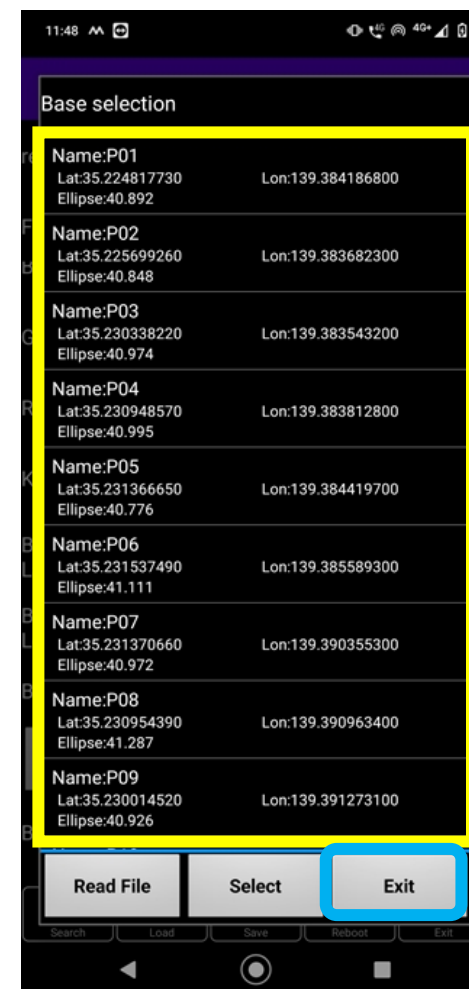 11:48
4G 4G+
Base selection
Name:P01
Lat:35.224817730 Lon:139.384186800
Ellipse:40.892
Name:P02
Lat:35.225699260 Lon:139.383682300
Ellipse:40.848
Name:P03
Lat:35.230338220 Lon:139.383543200
Ellipse:40.974
Name:P04
Lat:35.230948570 Lon:139.383812800
Ellipse:40.995
Name:P05
Lat:35.231366650 Lon:139.384419700
Ellipse:40.776
Name:P06
Lat:35.231537490 Lon:139.385589300
Ellipse:41.111
Name:P07
Lat:35.231370660 Lon:139.390355300
Ellipse:40.972
Name:P08
Lat:35.230954390 Lon:139.390963400
Ellipse:41.287
Name:P09
Lat:35.230014520 Lon:139.391273100
Ellipse:40.926
Read File Select Exit
Search Load Save Reboot Exit